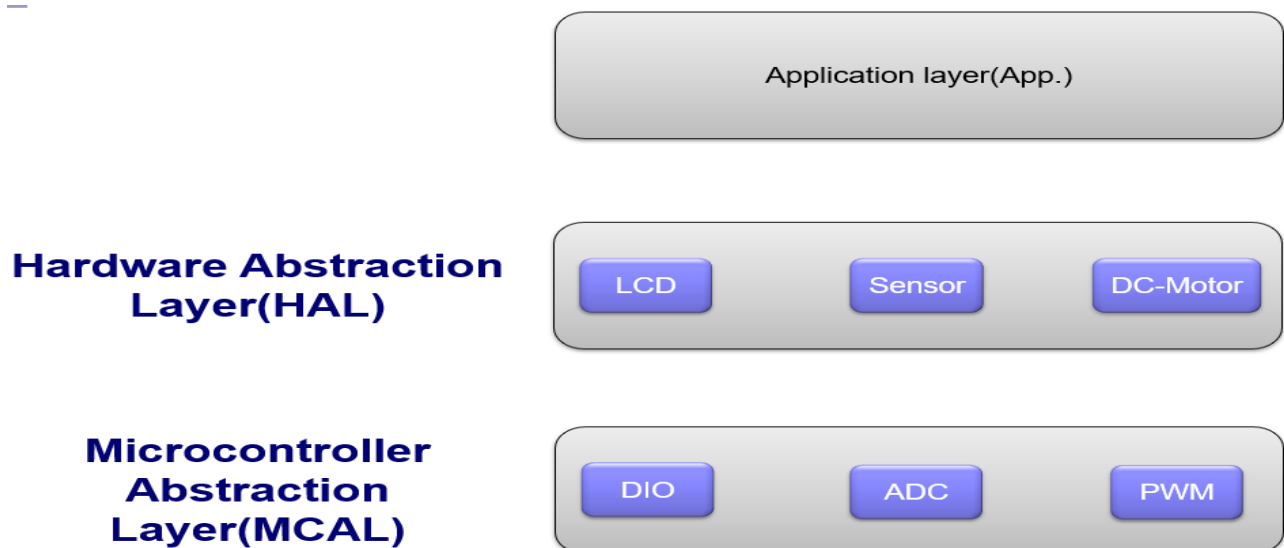 Application layer(App.)
Hardware Abstraction
Layer(HAL)
LCD
Sensor
DC-Motor
Microcontroller
Abstraction
Layer(MCAL)
DIO
ADC
PWM